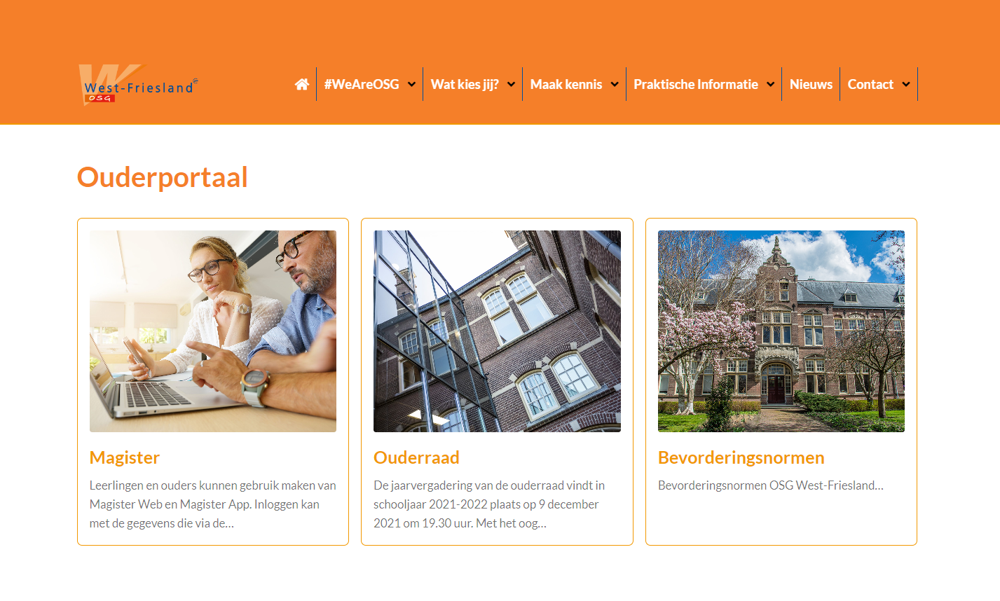 West-Friesland
OSG
#WeAreOSG
Wat kies jij?
Maak kennis
Praktische Informatie
Nieuws
Contact
Ouderportaal
Magister
Leerlingen en ouders kunnen gebruik maken van
Magister Web en Magister App. Inloggen kan
met de gegevens die via de...
Ouderraad
De jaarvergadering van de ouderraad vindt in
schooljaar 2021-2022 plaats op 9 december
2021 om 19.30 uur. Met het oog...
Bevorderingsnormen
Bevorderingsnormen OSG West-Friesland...